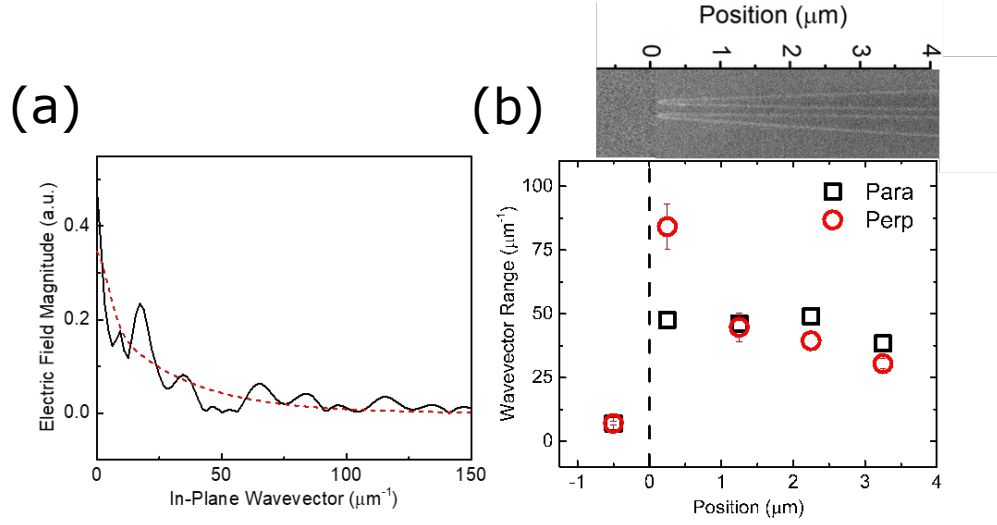 (a)
Electric Field Magnitude (a.u.)
0.4
0.2
0.0
0 50 100 150
In-Plane Wavevector (μm⁻¹)
(b)
Position (μm)
0 1 2 3 4
Wavevector Range (μm⁻¹)
100
75
50
25
0
Para
Perp
-1 0 1 2 3 4
Position (μm)